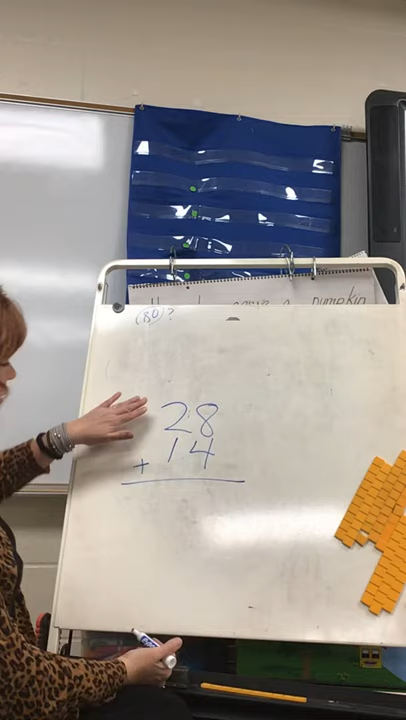 pumpkin
(80)?
28
14
+